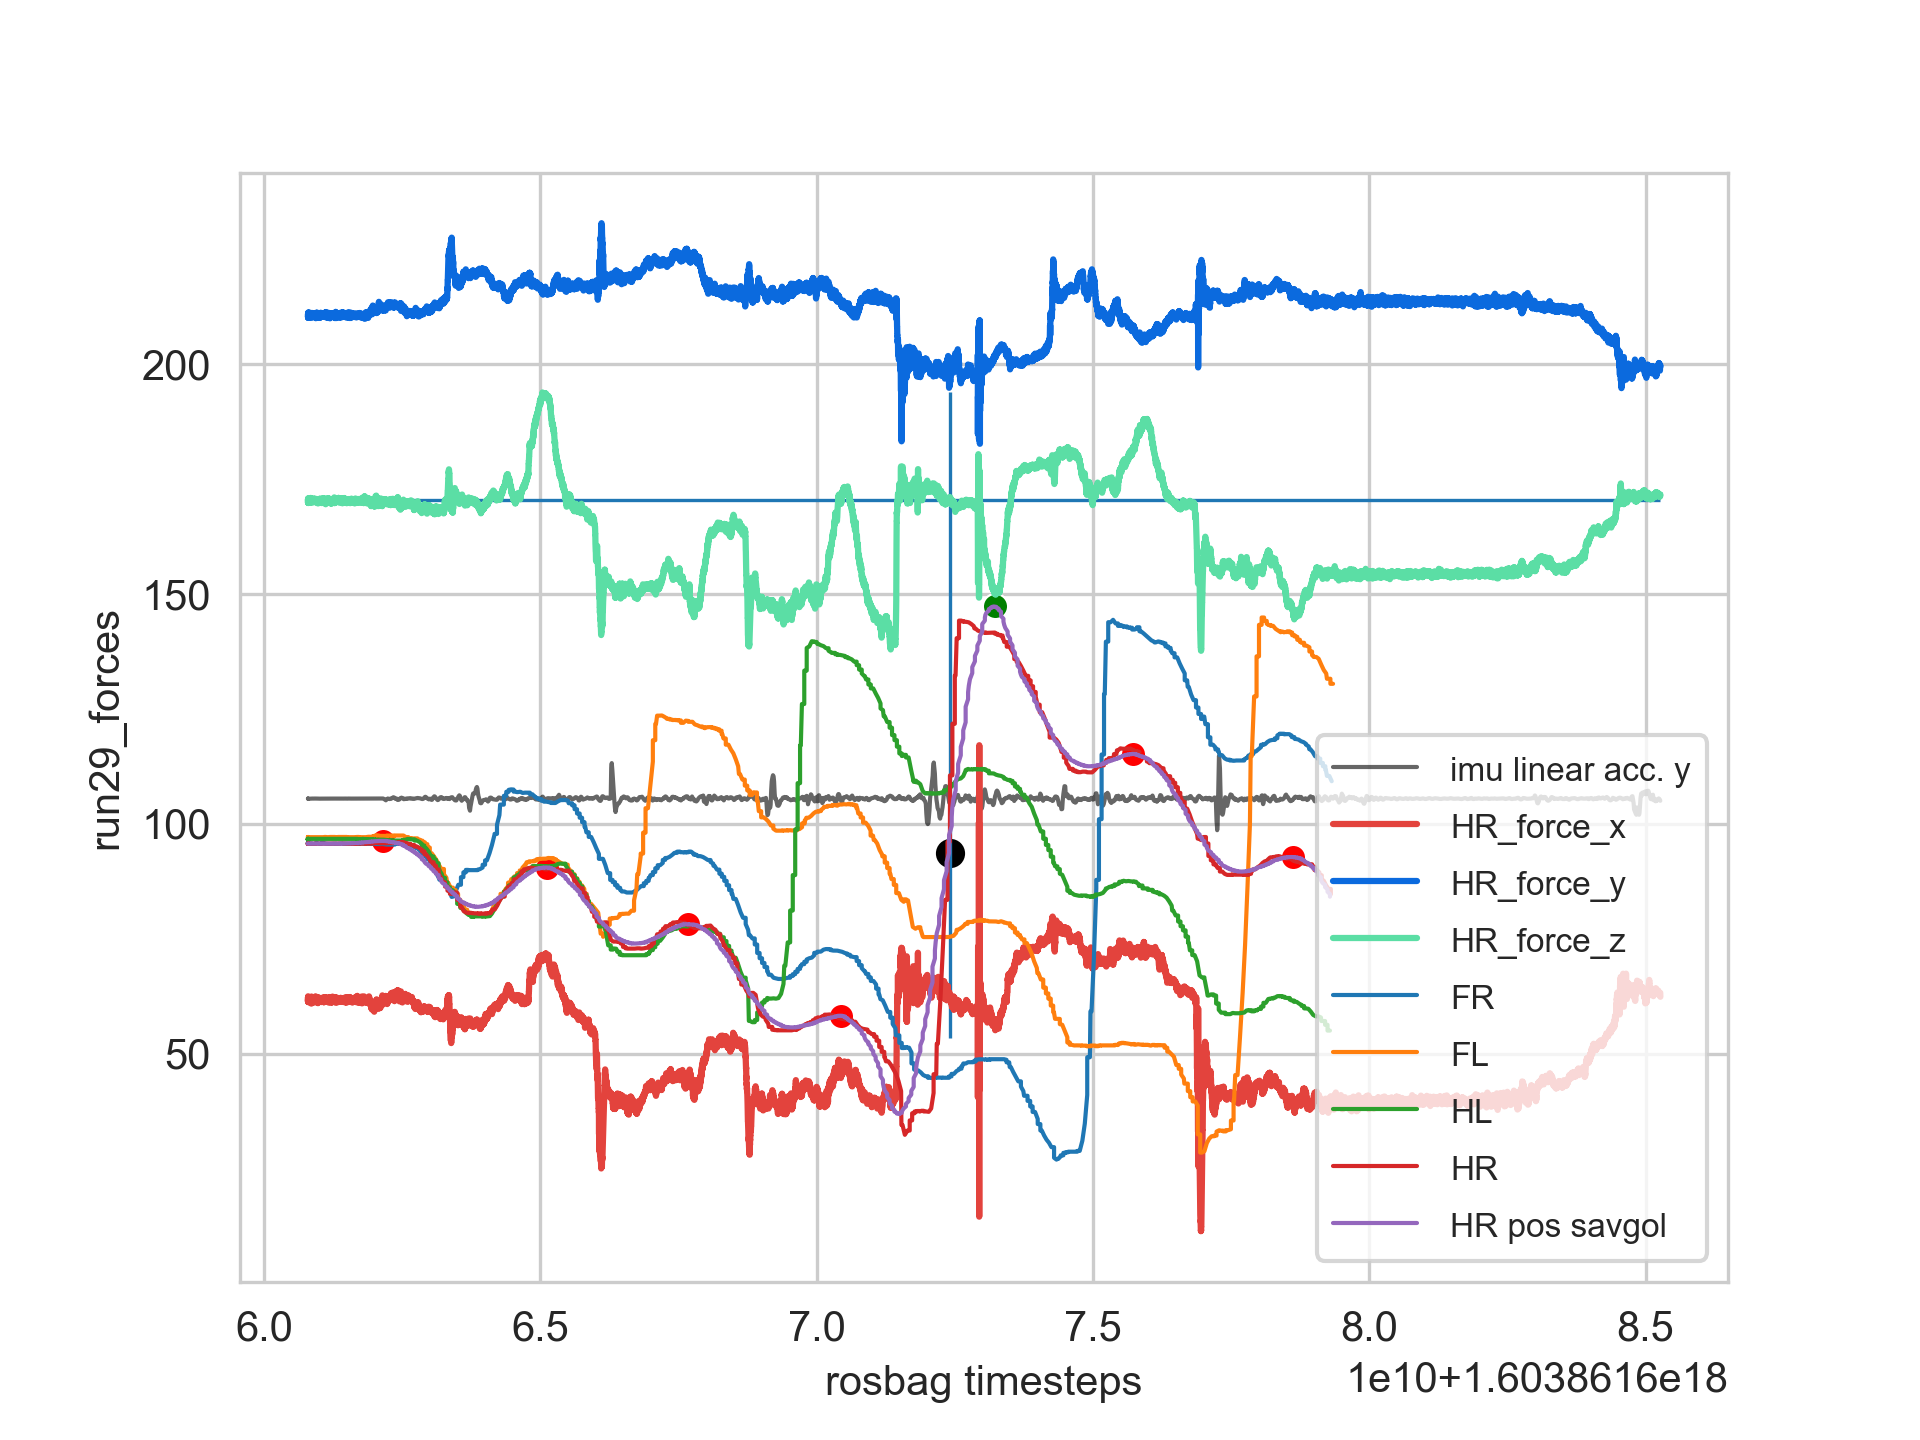 run29_forces
200
150
100
50
imu linear acc. y
HR_force_x
HR_force_y
HR_force_z
FR
FL
HL
HR
HR pos savgol
6.0 6.5 7.0 7.5 8.0 8.5
rosbag timesteps
1e10+1.6038616e18